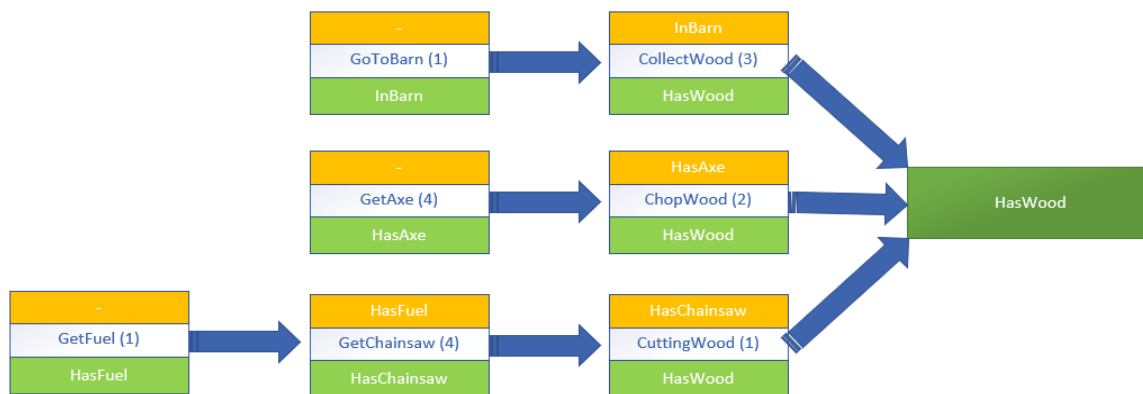 -
GoToBarn (1)
InBarn
InBarn
CollectWood (3)
HasWood
-
GetAxe (4)
HasAxe
HasAxe
ChopWood (2)
HasWood
HasWood
-
GetFuel (1)
HasFuel
HasFuel
GetChainsaw (4)
HasChainsaw
HasChainsaw
CuttingWood (1)
HasWood